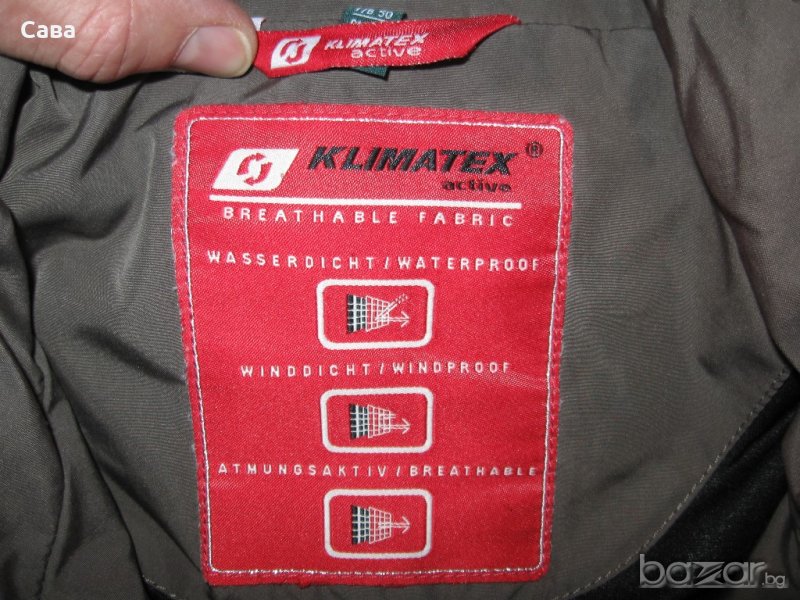 Сава
KLIMATEX
active
KLIMATEX ®
active
BREATHABLE FABRIC
WASSERDICHT/WATERPROOF
WINDDICHT/WINDPROOF
ATMUNGSAKTIV/BREATHABLE
bazar.bg